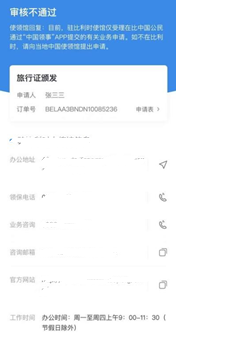 审核不通过
使领馆回复：目前，驻比利时使馆仅受理在比中国公民
通过“中国领事”APP提交的有关业务申请。如不在比利
时，请向当地中国使领馆提出申请。
旅行证颁发
申请人 张三三
订单号 BELAA3BNDN10085236 申请表 >
办公地址
领保电话
业务咨询
咨询邮箱
官方网站
工作时间 办公时间：周一至周四上午9：00-11：30（
节假日除外）